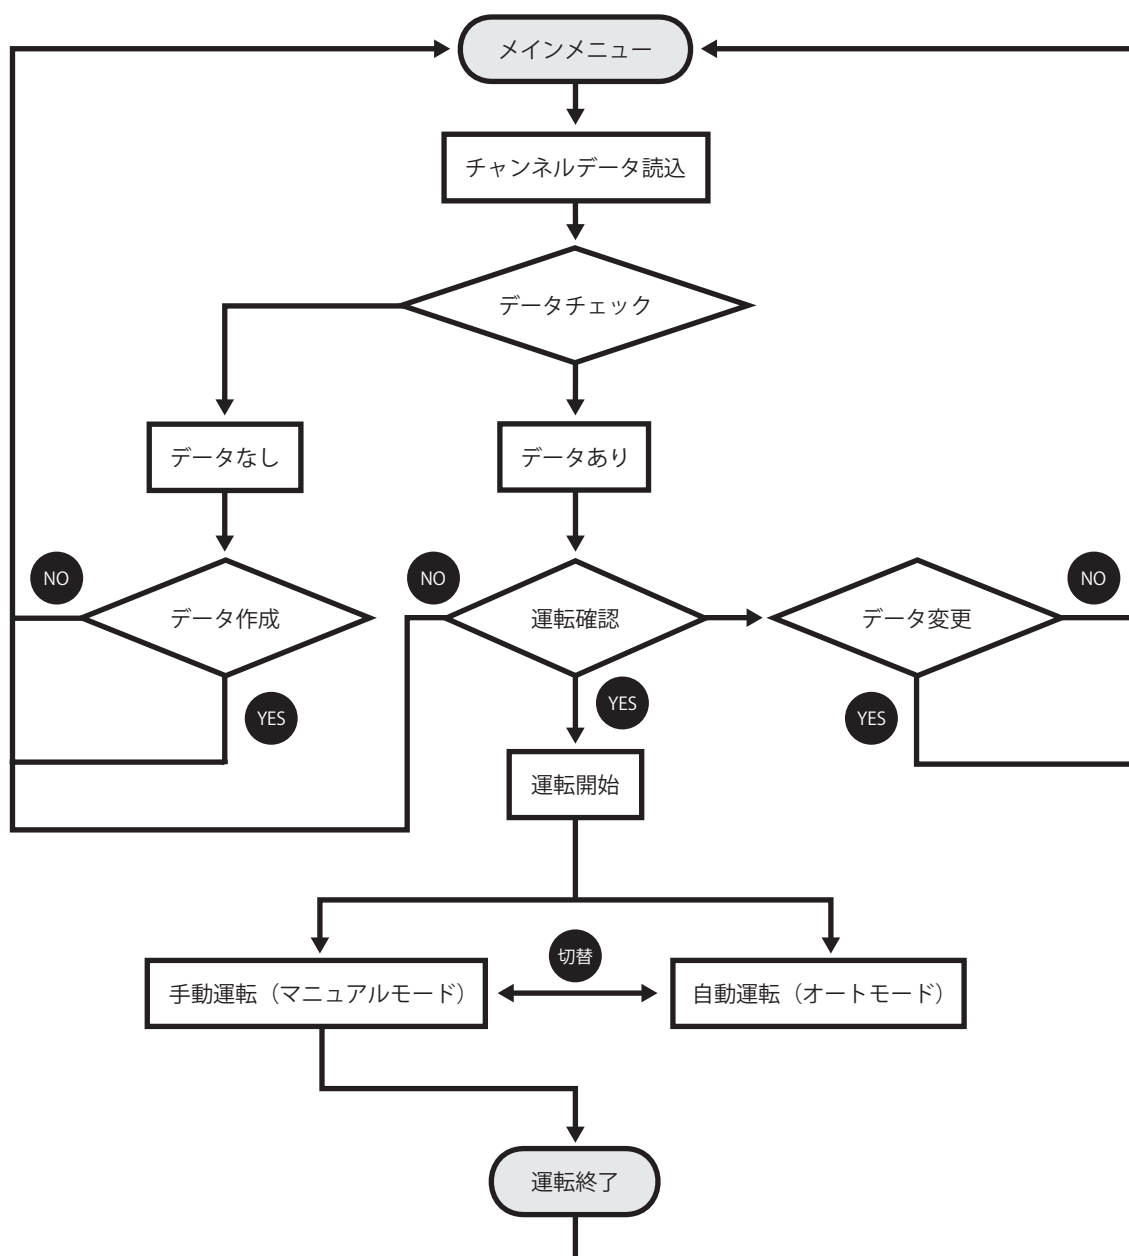 メインメニュー
チャンネルデータ読込
データチェック
データなし
データあり
NO
データ作成
NO
運転確認
データ変更
NO
YES
YES
YES
運転開始
切替
手動運転（マニュアルモード）
自動運転（オートモード）
運転終了